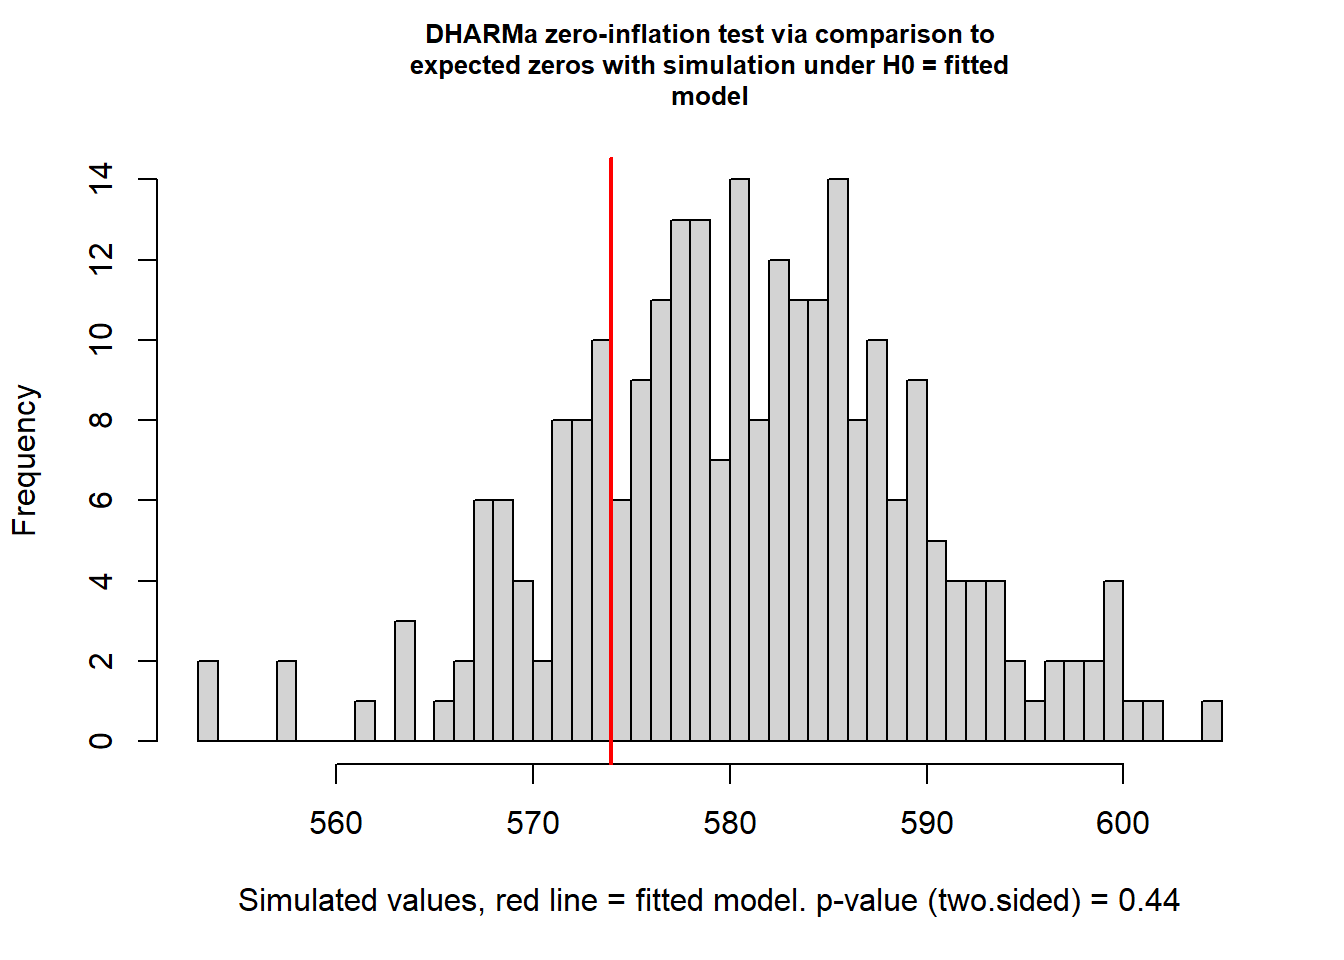 DHARMa zero-inflation test via comparison to
expected zeros with simulation under H0 = fitted
model
Frequency
14
12
10
8
6
4
2
0
560 570 580 590 600
Simulated values, red line = fitted model. p-value (two.sided) = 0.44